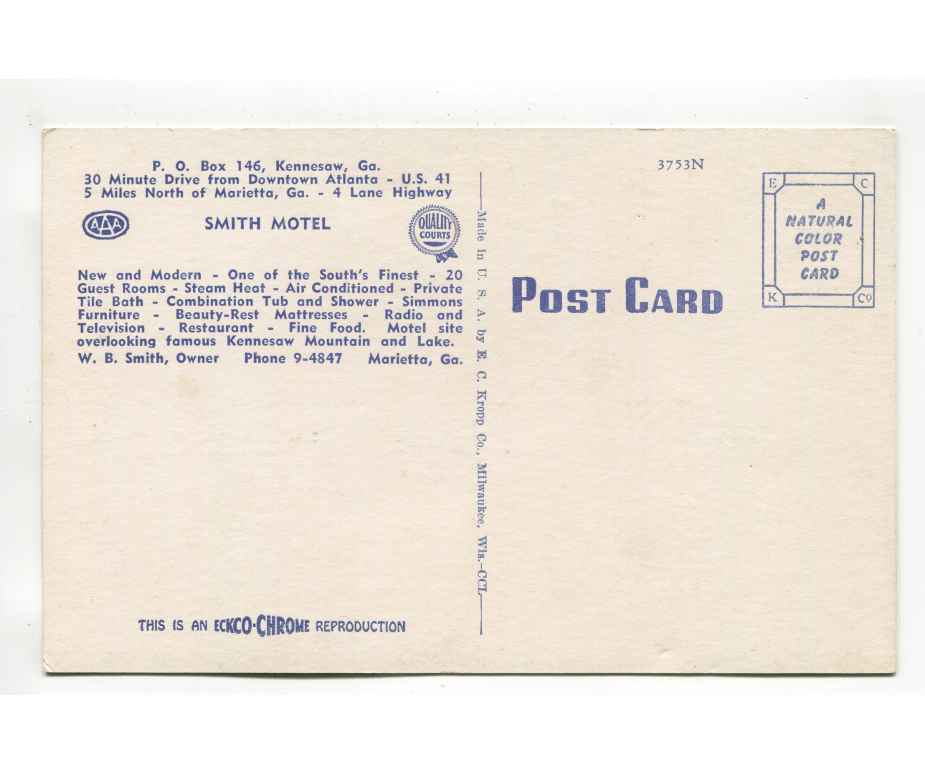 P. O. Box 146, Kennesaw, Ga.
30 Minute Drive from Downtown Atlanta - U.S. 41
5 Miles North of Marietta, Ga. - 4 Lane Highway
AAA
SMITH MOTEL
QUALITY
COURTS
New and Modern - One of the South's Finest - 20
Guest Rooms - Steam Heat - Air Conditioned - Private
Tile Bath - Combination Tub and Shower - Simmons
Furniture - Beauty-Rest Mattresses - Radio and
Television - Restaurant - Fine Food. Motel site
overlooking famous Kennesaw Mountain and Lake.
W. B. Smith, Owner Phone 9-4847 Marietta, Ga.
THIS IS AN ECKCO-CHROME REPRODUCTION
Made in U. S. A. by E. C. Kropp Co., Milwaukee, Wis.-CCL
3753N
POST CARD
E C
A
NATURAL
COLOR
POST
CARD
K Co